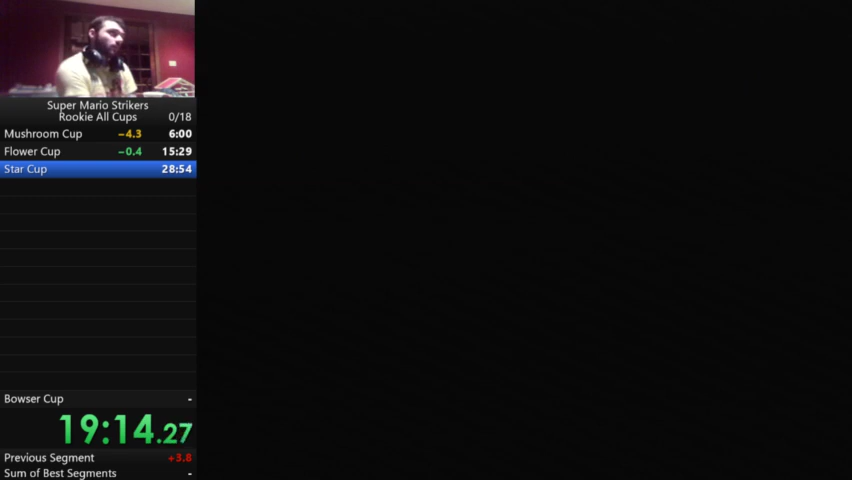 Super Mario Strikers
Rookie All Cups 0/18
Mushroom Cup −4.3 6:00
Flower Cup −0.4 15:29
Star Cup 28:54
Bowser Cup -
19:14.27
Previous Segment +3.8
Sum of Best Segments -